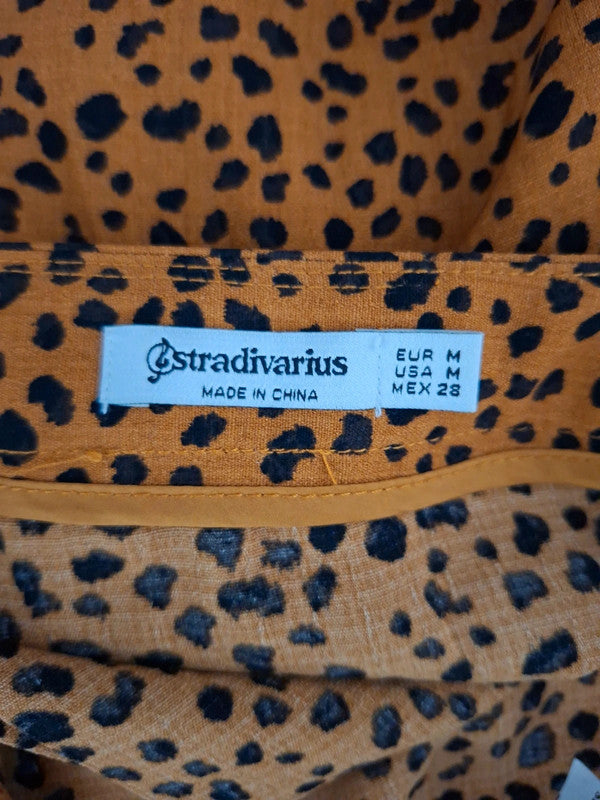 stradivarius
MADE IN CHINA
EUR M
USA M
MEX 28